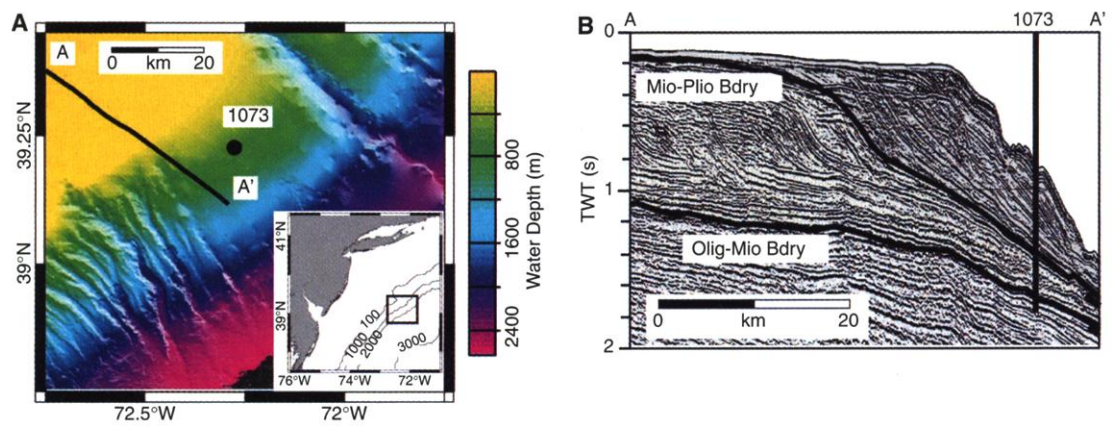 A
A
0 km 20
1073
A'
39.25°N
39°N
72.5°W
72°W
800
1600
2400
Water Depth (m)
41°N
39°N
100
1000
2000
3000
76°W 74°W 72°W
B
A 1073 A'
0
1
2
TWT (s)
Mio-Plio Bdry
Olig-Mio Bdry
0 km 20